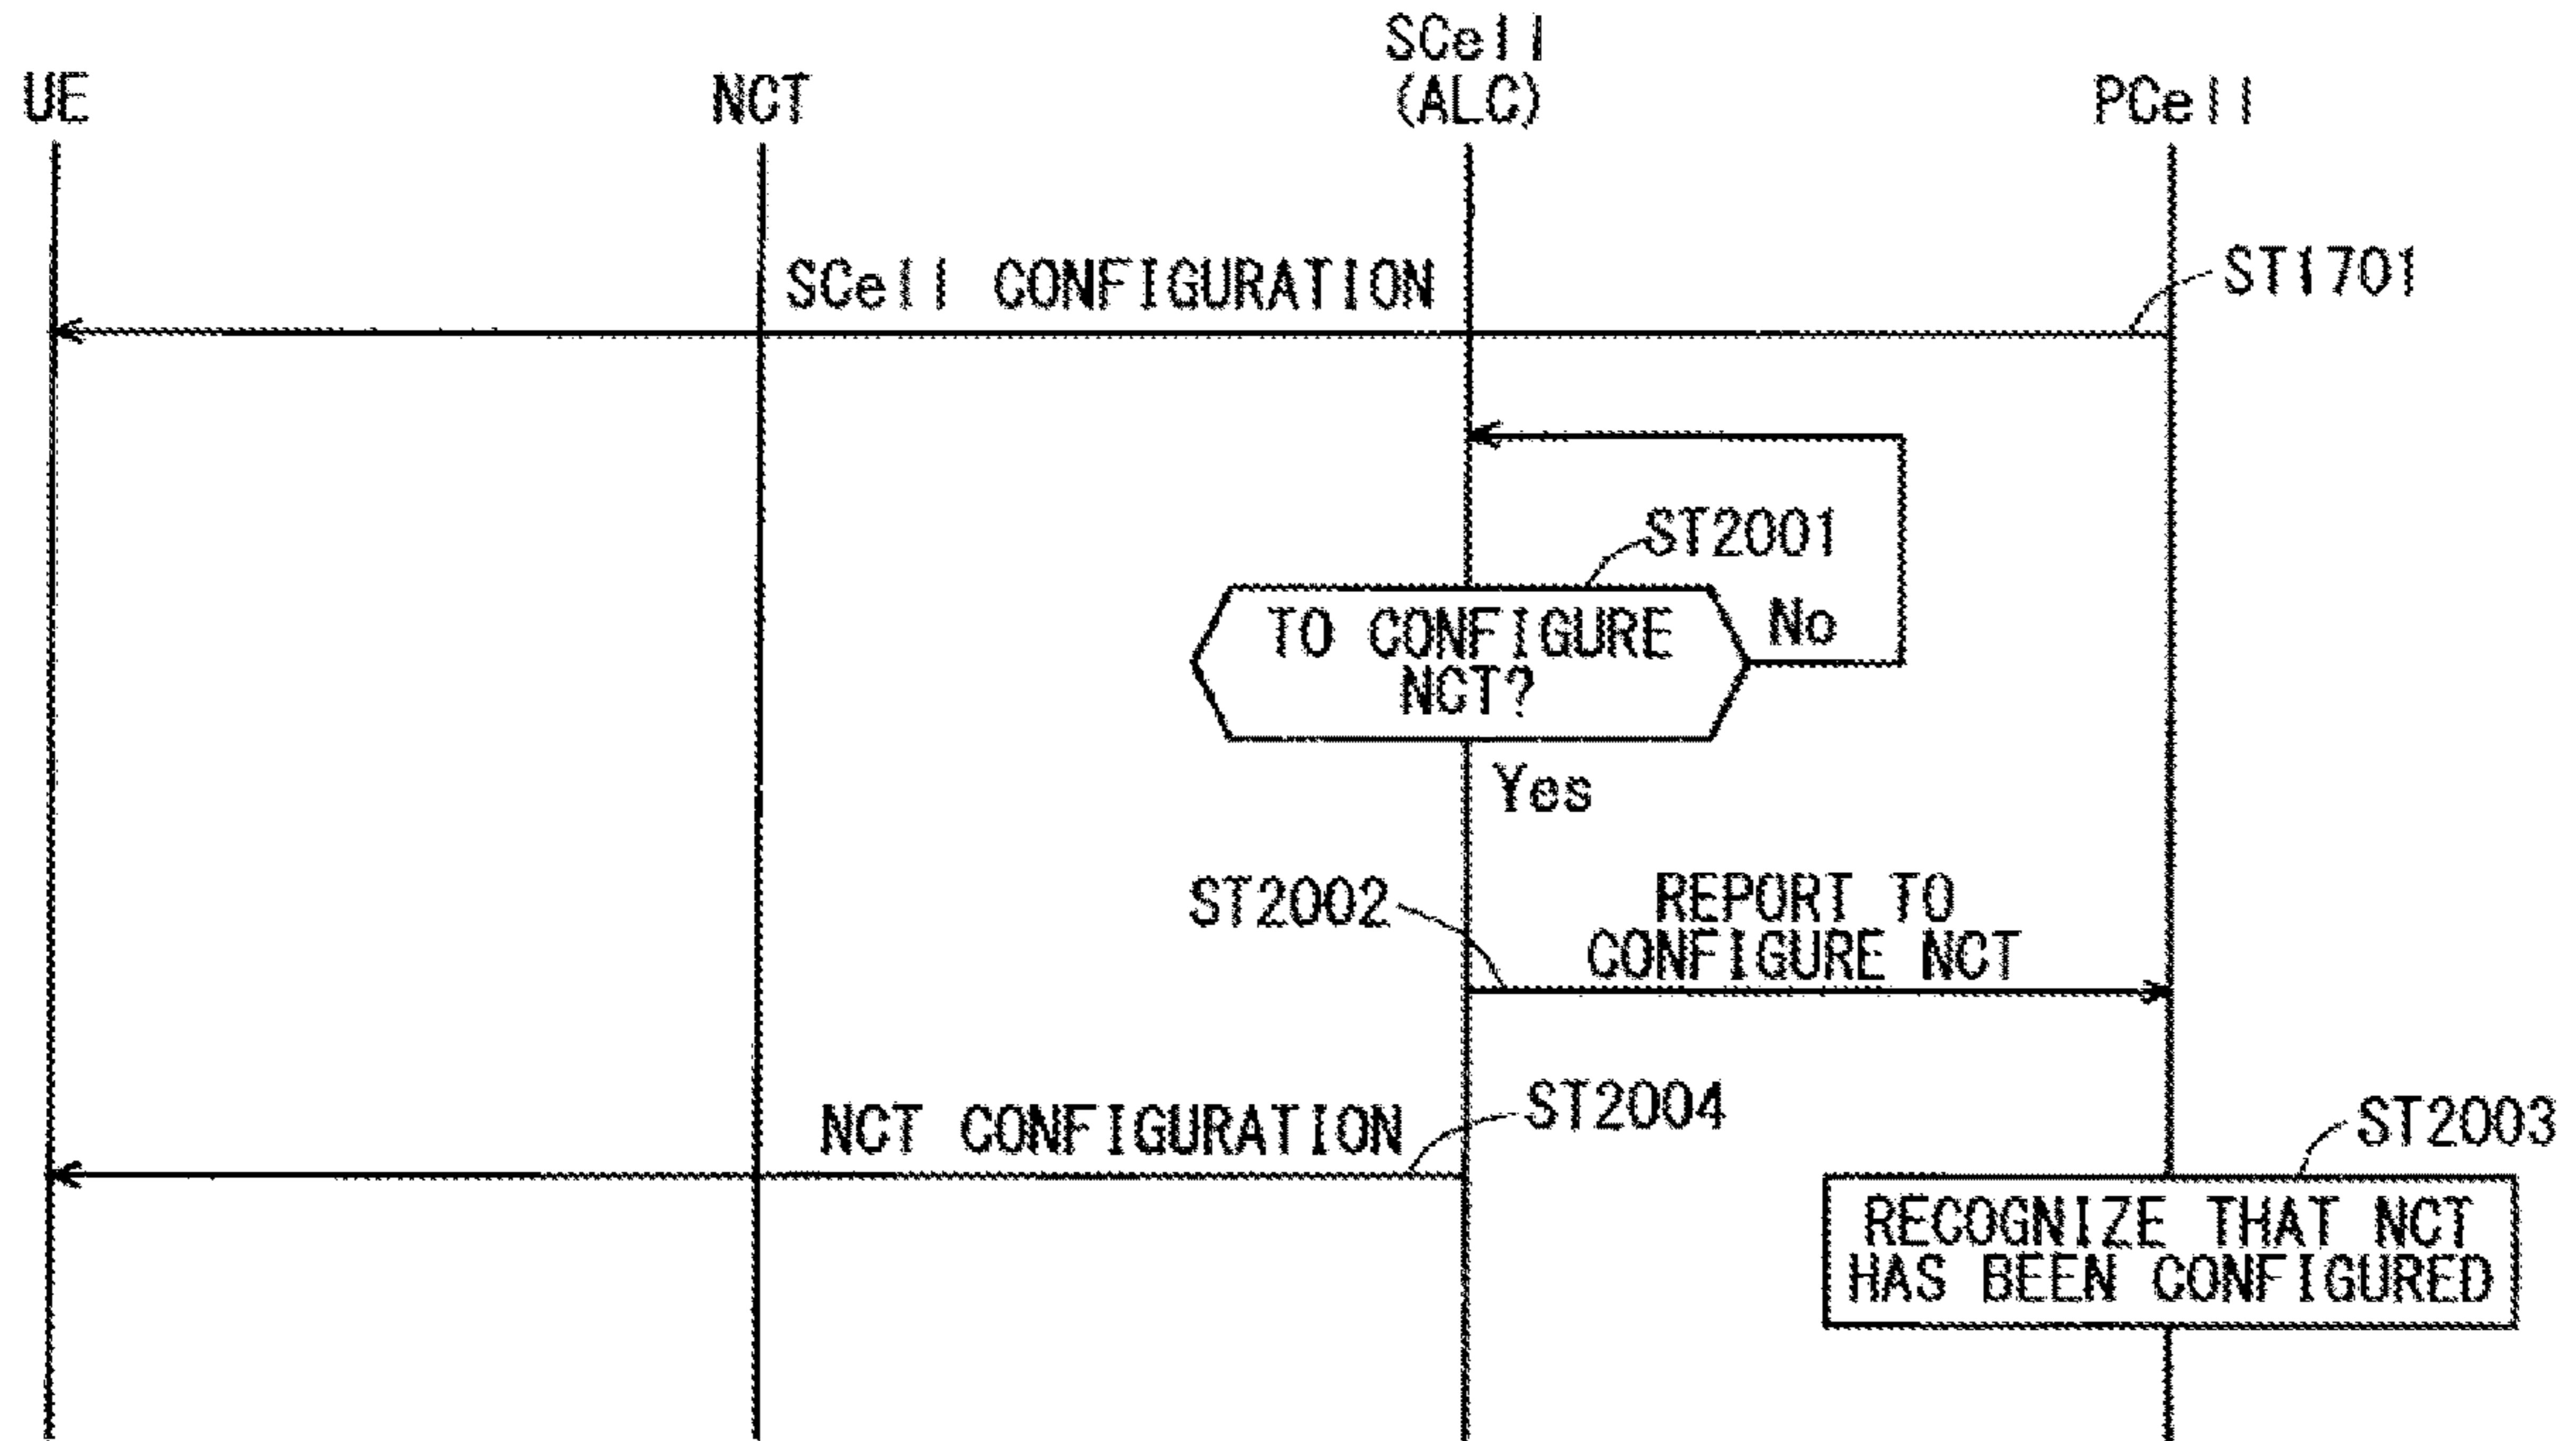 UE
NCT
SCell
(ALC)
PCell
SCell CONFIGURATION
ST1701
ST2001
TO CONFIGURE
NCT?
No
Yes
ST2002
REPORT TO
CONFIGURE NCT
NCT CONFIGURATION
ST2004
ST2003
RECOGNIZE THAT NCT
HAS BEEN CONFIGURED